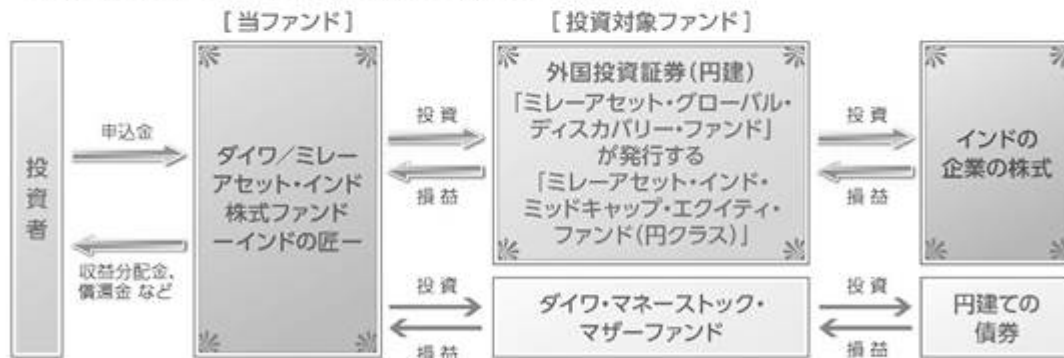 [当ファンド]
[投資対象ファンド]
投資者
申込金
収益分配金、
償還金 など
ダイワ/ミレー
アセット・インド
株式ファンド
ーインドの匠ー
投資
損益
外国投資証券(円建)
「ミレーアセット・グローバル・
ディスカバリー・ファンド」
が発行する
「ミレーアセット・インド・
ミッドキャップ・エクイティ・
ファンド(円クラス)」
投資
損益
インドの
企業の株式
投資
損益
ダイワ・マネーストック・
マザーファンド
投資
損益
円建ての
債券